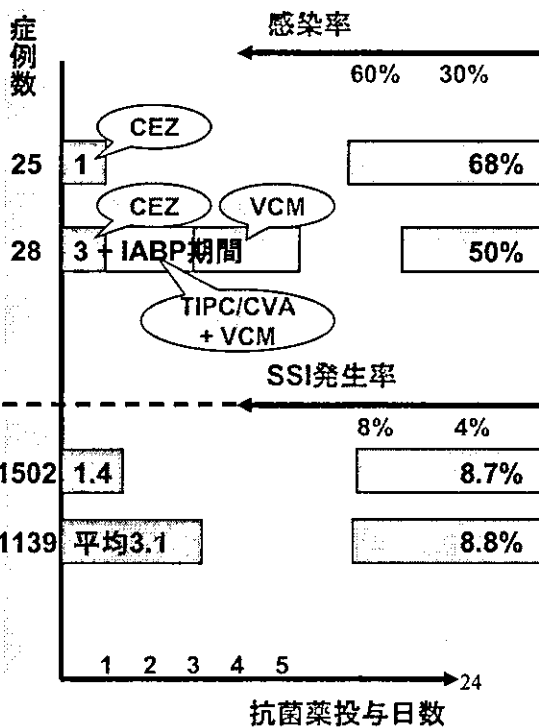 症例数
感染率
60% 30%
CEZ
25 1 68%
CEZ VCM
28 3 + IABP期間 50%
TIPC/CVA
+ VCM
SSI発生率
8% 4%
1502 1.4 8.7%
1139 平均3.1 8.8%
1 2 3 4 5 24
抗菌薬投与日数